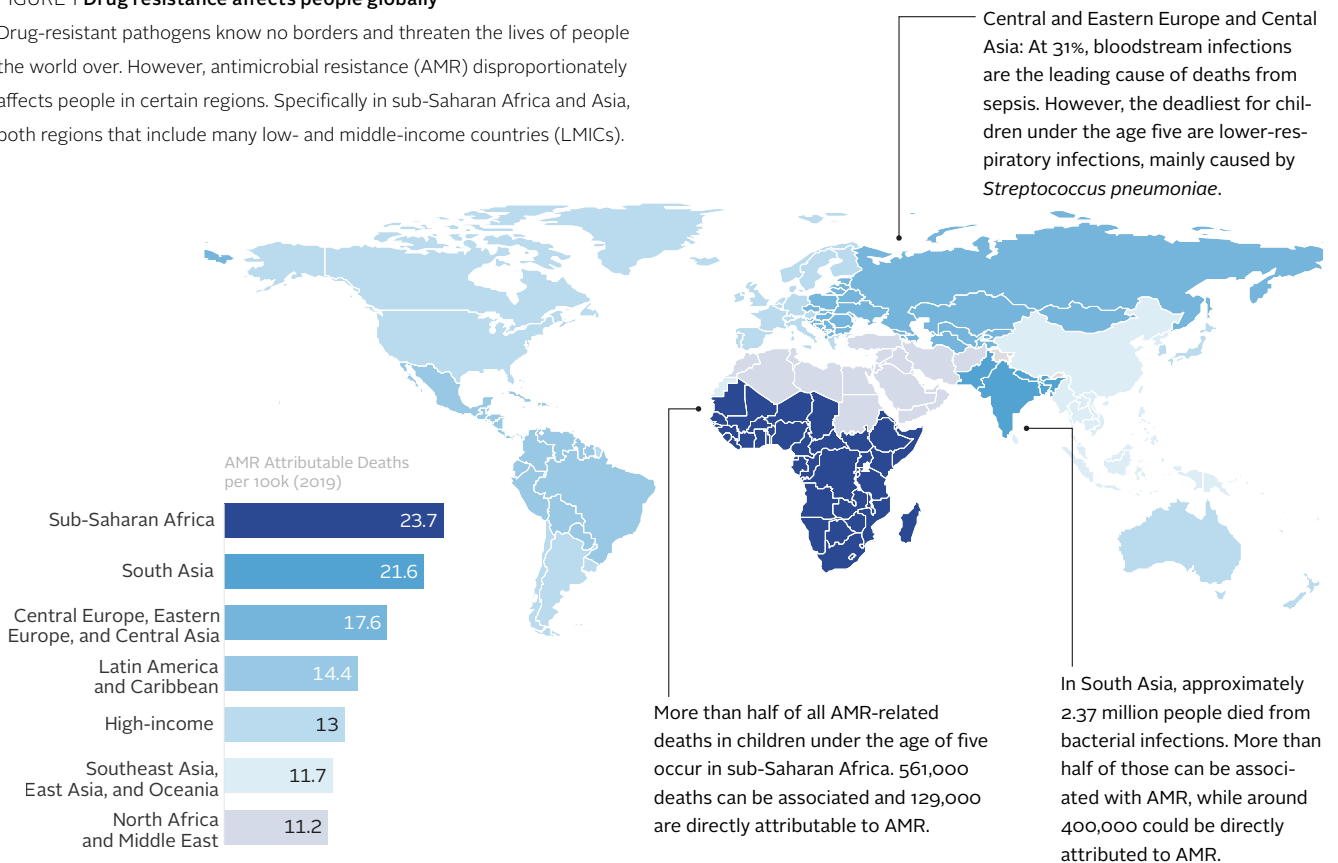 FIGURE 1 Drug resistance affects people globally
Drug-resistant pathogens know no borders and threaten the lives of people
the world over. However, antimicrobial resistance (AMR) disproportionately
affects people in certain regions. Specifically in sub-Saharan Africa and Asia,
both regions that include many low- and middle-income countries (LMICs).
Central and Eastern Europe and Cental
Asia: At 31%, bloodstream infections
are the leading cause of deaths from
sepsis. However, the deadliest for chil-
dren under the age five are lower-res-
piratory infections, mainly caused by
Streptococcus pneumoniae.
AMR Attributable Deaths
per 100k (2019)
Sub-Saharan Africa 23.7
South Asia 21.6
Central Europe, Eastern
Europe, and Central Asia 17.6
Latin America
and Caribbean 14.4
High-income 13
Southeast Asia,
East Asia, and Oceania 11.7
North Africa
and Middle East 11.2
More than half of all AMR-related
deaths in children under the age of five
occur in sub-Saharan Africa. 561,000
deaths can be associated and 129,000
are directly attributable to AMR.
In South Asia, approximately
2.37 million people died from
bacterial infections. More than
half of those can be associ-
ated with AMR, while around
400,000 could be directly
attributed to AMR.